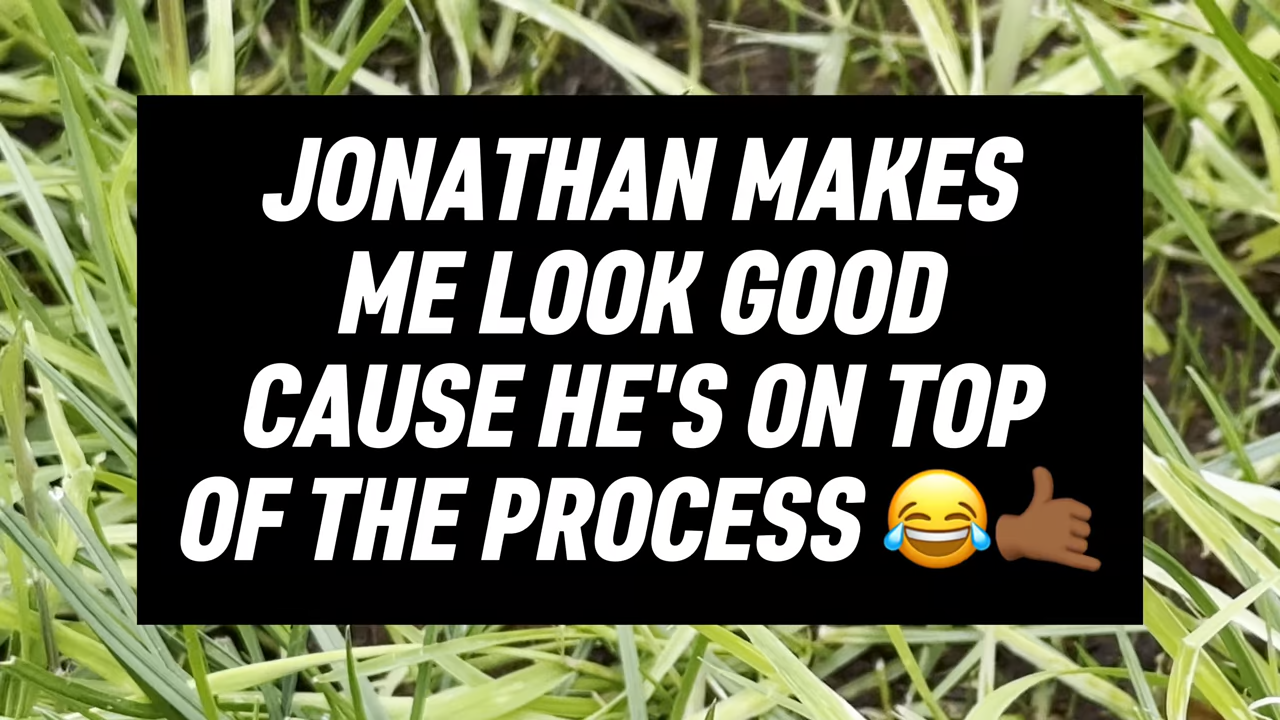 JONATHAN MAKES
ME LOOK GOOD
CAUSE HE'S ON TOP
OF THE PROCESS 😂🤙🏾